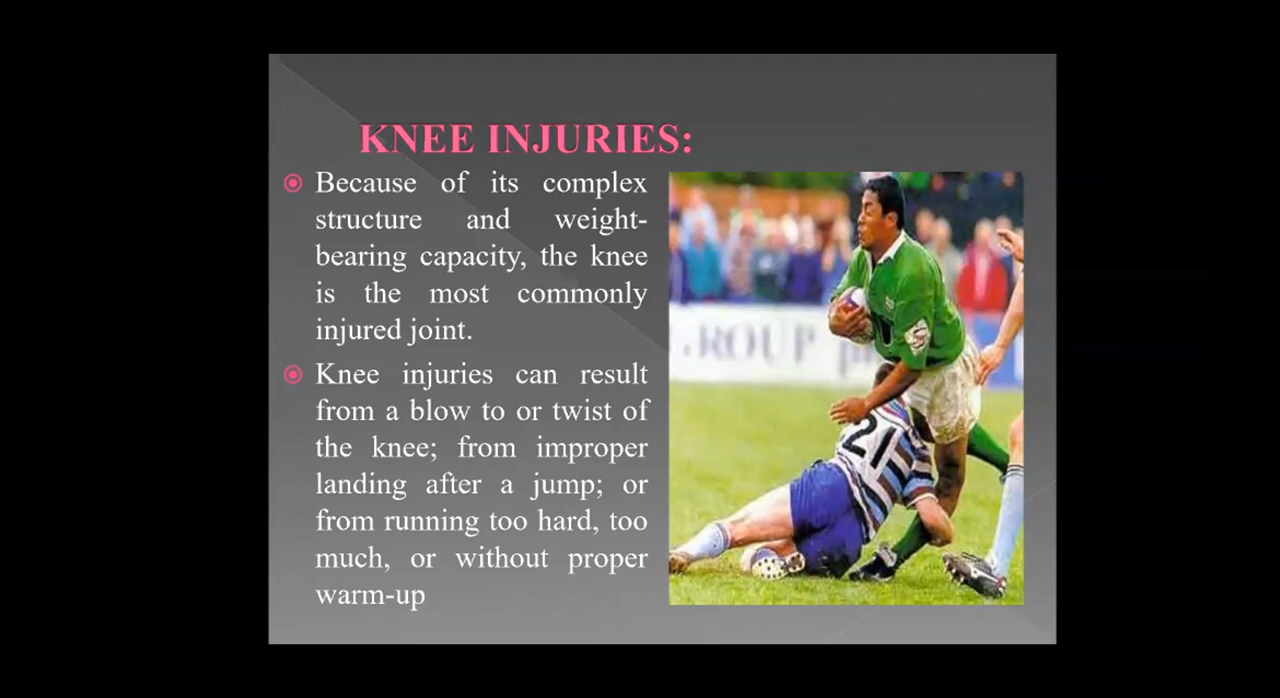 KNEE INJURIES:
Because of its complex
structure and weight-
bearing capacity, the knee
is the most commonly
injured joint.
Knee injuries can result
from a blow to or twist of
the knee; from improper
landing after a jump; or
from running too hard, too
much, or without proper
warm-up
GROUP
21